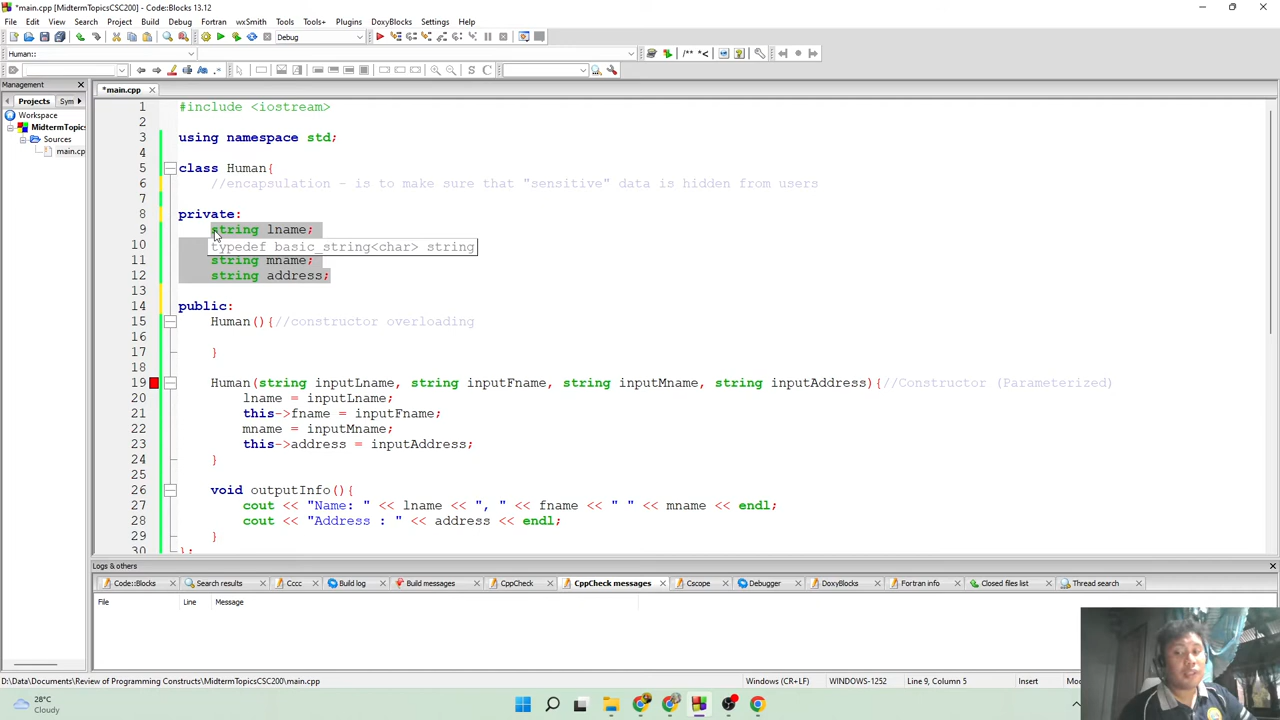 *main.cpp [MidtermTopicsCSC200] - Code::Blocks 13.12
File Edit View Search Project Build Debug Fortran wxSmith Tools Tools+ Plugins DoxyBlocks Settings Help
Debug
Human::
/** *<
S C
Management
*main.cpp
Projects Sym
Workspace
MidtermTopics
Sources
main.cp
1 #include <iostream>
2
3 using namespace std;
4
5 class Human{
6 //encapsulation - is to make sure that "sensitive" data is hidden from users
7
8 private:
9 string lname;
10 typedef basic_string<char> string
11 string mname;
12 string address;
13
14 public:
15 Human(){//constructor overloading
16
17 }
18
19 Human(string inputLname, string inputFname, string inputMname, string inputAddress){//Constructor (Parameterized)
20 lname = inputLname;
21 this->fname = inputFname;
22 mname = inputMname;
23 this->address = inputAddress;
24 }
25
26 void outputInfo(){
27 cout << "Name: " << lname << ", " << fname << " " << mname << endl;
28 cout << "Address : " << address << endl;
29 }
30 };
Logs & others
Code::Blocks Search results Cccc Build log Build messages CppCheck CppCheck messages Cscope Debugger DoxyBlocks Fortran info Closed files list Thread search
File Line Message
D:\Data\Documents\Review of Programming Constructs\MidtermTopicsCSC200\main.cpp Windows (CR+LF) WINDOWS-1252 Line 9, Column 5 Insert
28°C
Cloudy